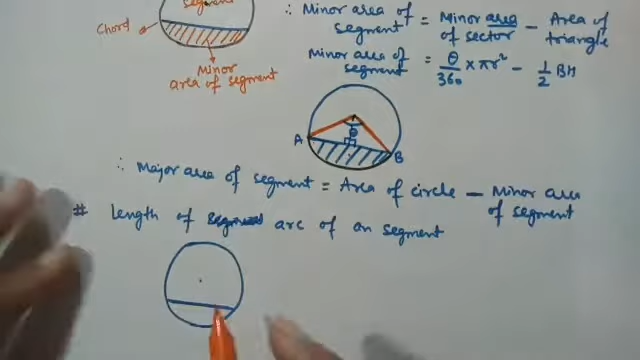 segment
Chord
Minor
area of segment
∴ Minor area of segment = Minor area of sector - Area of triangle
Minor area of segment = θ/360 × πr² - 1/2 BH
θ
A
B
∴ Major area of segment = Area of circle - Minor area of segment
# Length of arc of an segment